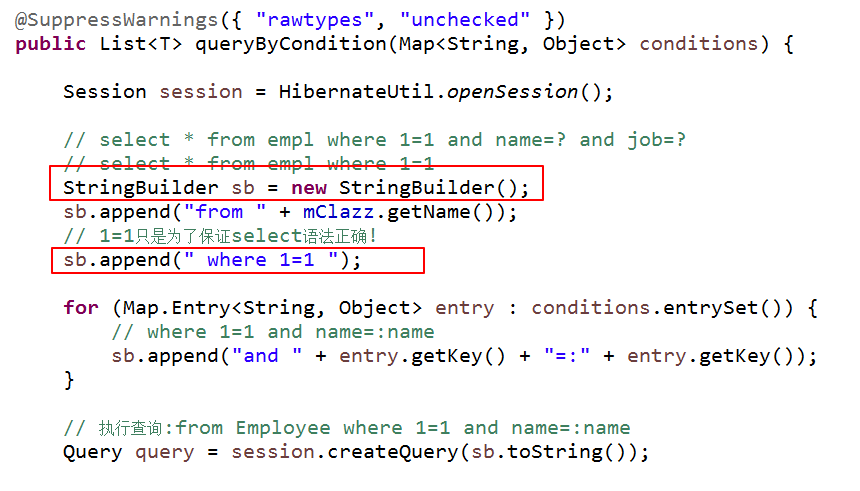 @SuppressWarnings({ "rawtypes", "unchecked" })
public List<T> queryByCondition(Map<String, Object> conditions) {
Session session = HibernateUtil.openSession();
// select * from empl where 1=1 and name=? and job=?
// select * from empl where 1=1
StringBuilder sb = new StringBuilder();
sb.append("from " + mClazz.getName());
// 1=1只是为了保证select语法正确!
sb.append(" where 1=1 ");
for (Map.Entry<String, Object> entry : conditions.entrySet()) {
// where 1=1 and name=:name
sb.append("and " + entry.getKey() + "=:" + entry.getKey());
}
// 执行查询:from Employee where 1=1 and name=:name
Query query = session.createQuery(sb.toString());